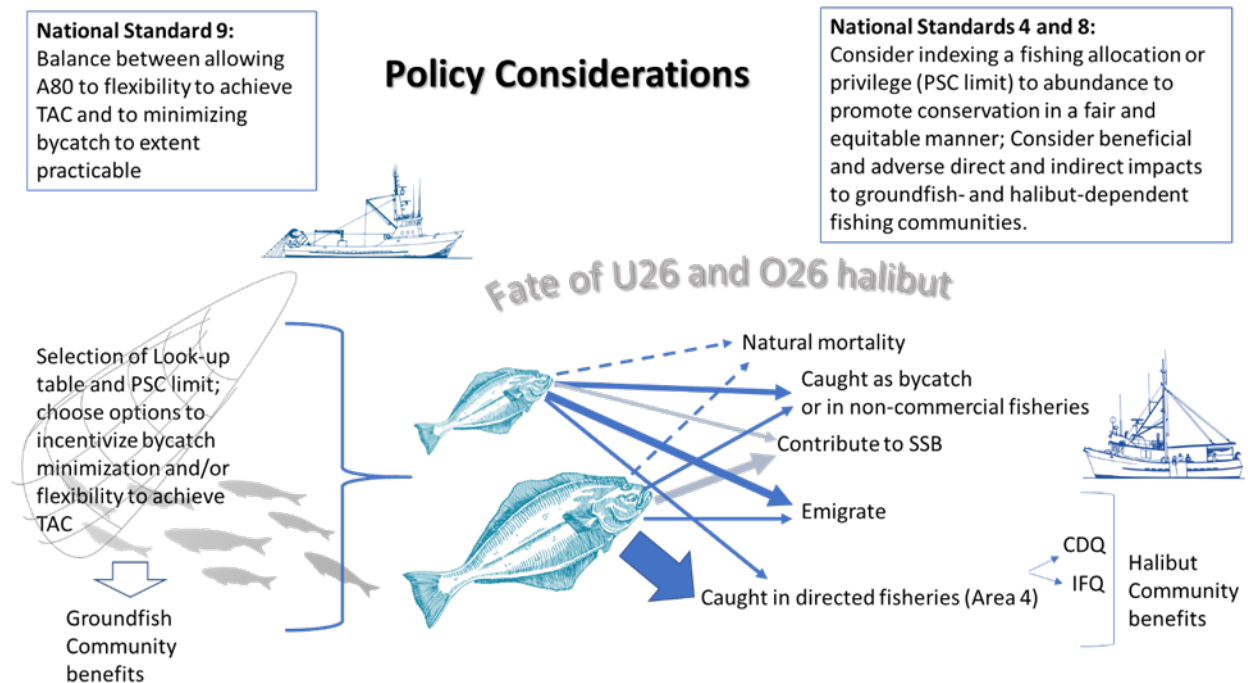 National Standard 9:
Balance between allowing
A80 to flexibility to achieve
TAC and to minimizing
bycatch to extent
practicable
Policy Considerations
National Standards 4 and 8:
Consider indexing a fishing allocation or
privilege (PSC limit) to abundance to
promote conservation in a fair and
equitable manner; Consider beneficial
and adverse direct and indirect impacts
to groundfish- and halibut-dependent
fishing communities.
Fate of U26 and O26 halibut
Selection of Look-up
table and PSC limit;
choose options to
incentivize bycatch
minimization and/or
flexibility to achieve
TAC
Groundfish
Community
benefits
Natural mortality
Caught as bycatch
or in non-commercial fisheries
Contribute to SSB
Emigrate
Caught in directed fisheries (Area 4)
CDQ
IFQ
Halibut
Community
benefits